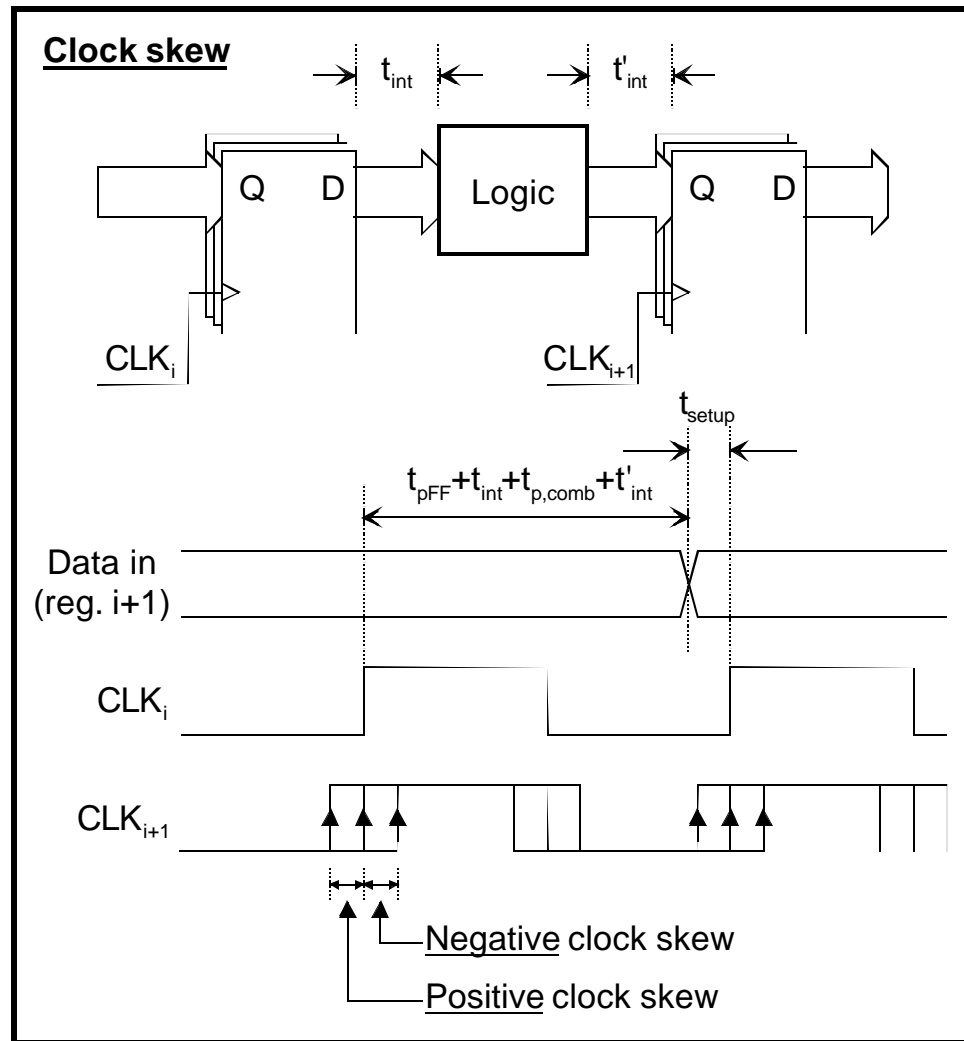 Clock skew
t_int
t'_int
Q D
Logic
Q D
CLK_i
CLK_i+1
t_setup
t_pFF+t_int+t_p,comb+t'_int
Data in
(reg. i+1)
CLK_i
CLK_i+1
Negative clock skew
Positive clock skew